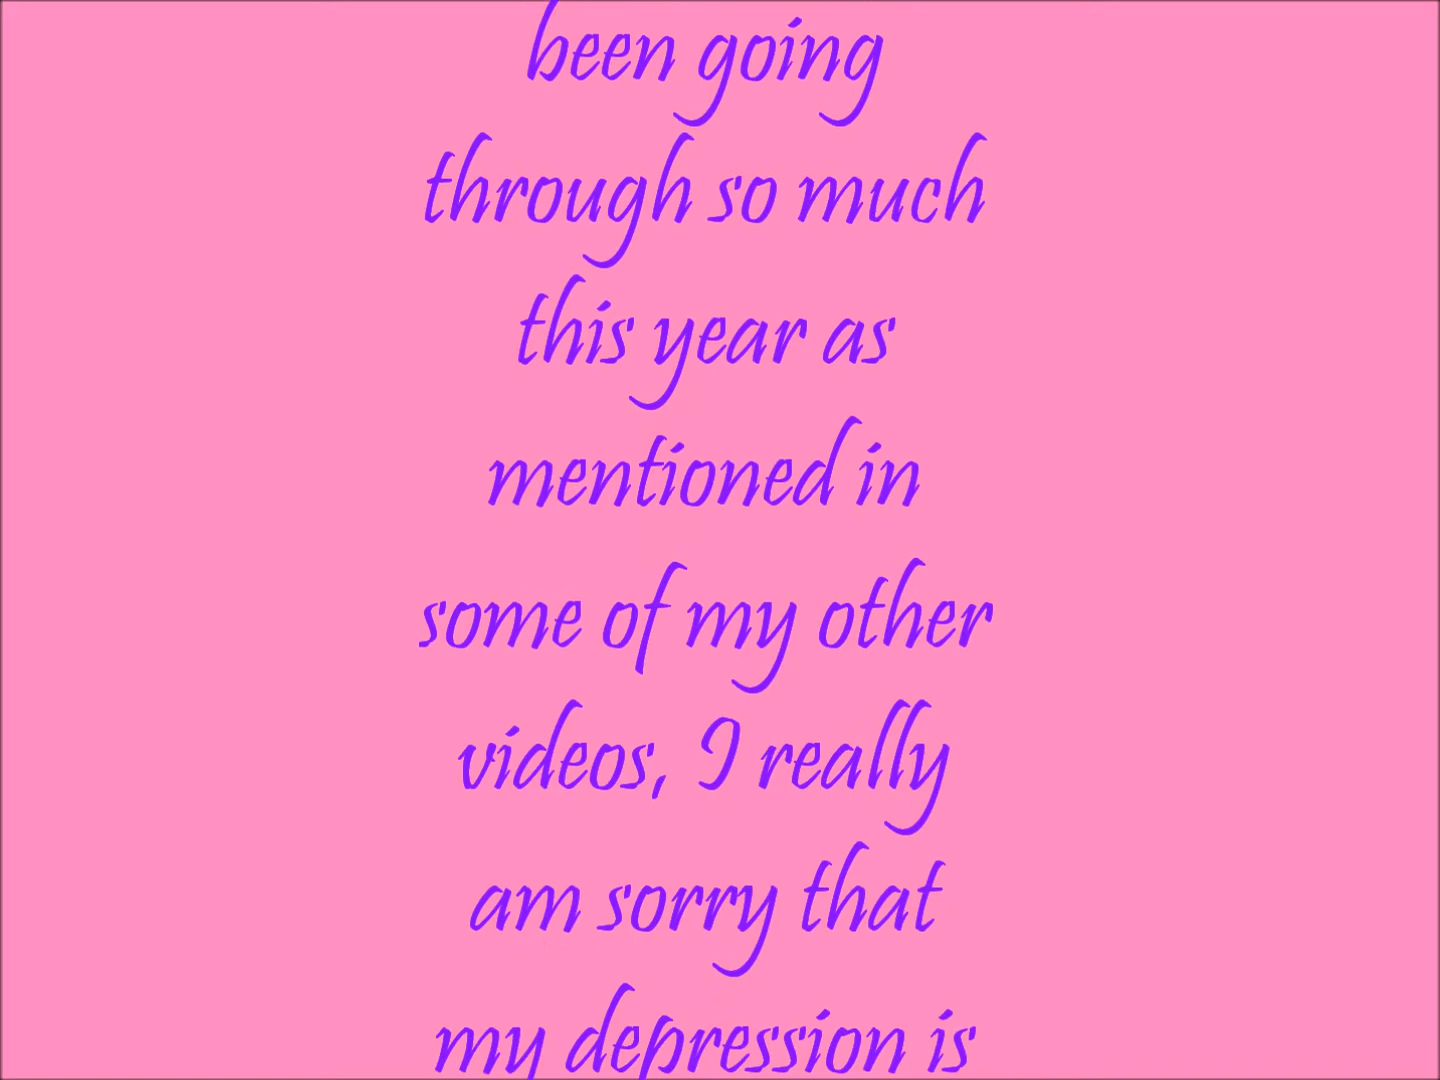 been going
through so much
this year as
mentioned in
some of my other
videos, I really
am sorry that
my depression is